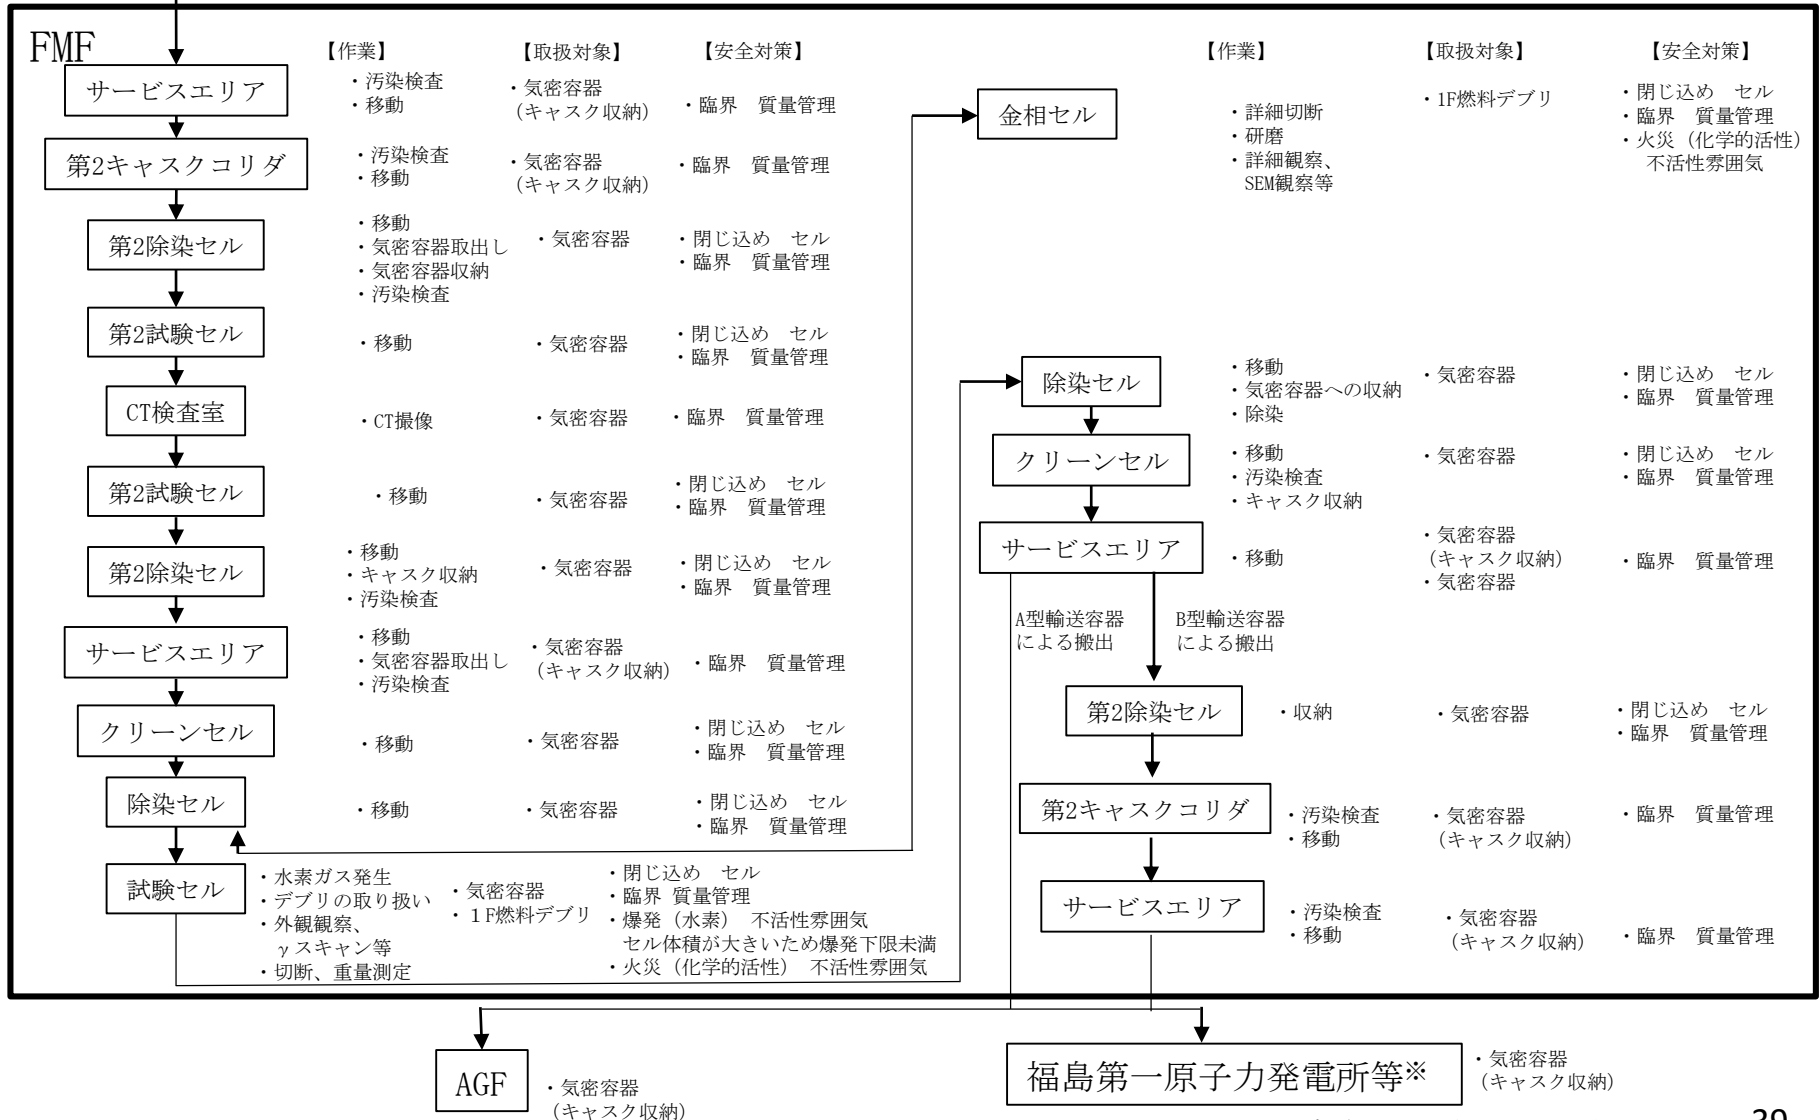 FMF
【作業】 【取扱対象】 【安全対策】
サービスエリア
・汚染検査
・移動
・気密容器
(キャスク収納)
・臨界　質量管理
第2キャスクコリダ
・汚染検査
・移動
・気密容器
(キャスク収納)
・臨界　質量管理
第2除染セル
・移動
・気密容器取出し
・気密容器収納
・汚染検査
・気密容器
・閉じ込め　セル
・臨界　質量管理
第2試験セル
・移動
・気密容器
・閉じ込め　セル
・臨界　質量管理
CT検査室
・CT撮像
・気密容器
・臨界　質量管理
第2試験セル
・移動
・気密容器
・閉じ込め　セル
・臨界　質量管理
第2除染セル
・移動
・キャスク収納
・汚染検査
・気密容器
・閉じ込め　セル
・臨界　質量管理
サービスエリア
・移動
・気密容器取出し
・汚染検査
・気密容器
(キャスク収納)
・臨界　質量管理
クリーンセル
・移動
・気密容器
・閉じ込め　セル
・臨界　質量管理
除染セル
・移動
・気密容器
・閉じ込め　セル
・臨界　質量管理
試験セル
・水素ガス発生
・デブリの取り扱い
・外観観察、
γスキャン等
・切断、重量測定
・気密容器
・１F燃料デブリ
・閉じ込め　セル
・臨界 質量管理
・爆発（水素）　不活性雰囲気
セル体積が大きいため爆発下限未満
・火災（化学的活性）　不活性雰囲気
【作業】 【取扱対象】 【安全対策】
金相セル
・詳細切断
・研磨
・詳細観察、
SEM観察等
・1F燃料デブリ
・閉じ込め　セル
・臨界　質量管理
・火災（化学的活性）
不活性雰囲気
除染セル
・移動
・気密容器への収納
・除染
・気密容器
・閉じ込め　セル
・臨界　質量管理
クリーンセル
・移動
・汚染検査
・キャスク収納
・気密容器
・閉じ込め　セル
・臨界　質量管理
サービスエリア
・移動
・気密容器
(キャスク収納)
・気密容器
・臨界　質量管理
A型輸送容器
による搬出
B型輸送容器
による搬出
第2除染セル
・収納
・気密容器
・閉じ込め　セル
・臨界　質量管理
第2キャスクコリダ
・汚染検査
・移動
・気密容器
(キャスク収納)
・臨界　質量管理
サービスエリア
・汚染検査
・移動
・気密容器
(キャスク収納)
・臨界　質量管理
AGF
・気密容器
(キャスク収納)
福島第一原子力発電所等※
・気密容器
(キャスク収納)